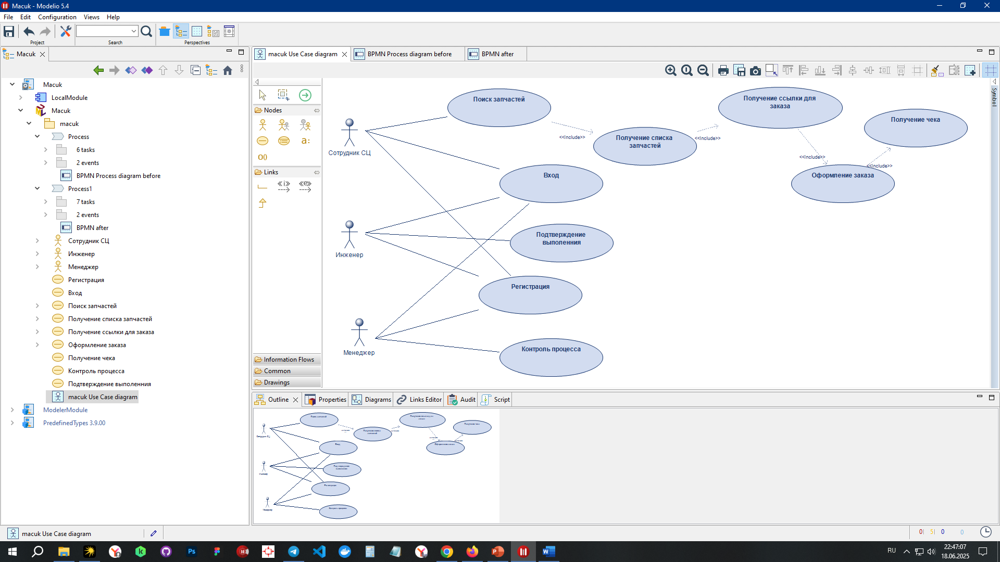 Macuk - Modelio 5.4
File Edit Configuration Views Help
Project
Search
Perspectives
Macuk
Macuk
LocalModule
Macuk
macuk
Process
6 tasks
2 events
BPMN Process diagram before
Process1
7 tasks
2 events
BPMN after
Сотрудник СЦ
Инженер
Менеджер
Регистрация
Вход
Поиск запчастей
Получение списка запчастей
Получение ссылки для заказа
Оформление заказа
Получение чека
Контроль процесса
Подтверждение выполенния
macuk Use Case diagram
ModelerModule
PredefinedTypes 3.9.00
macuk Use Case diagram
BPMN Process diagram before
BPMN after
Nodes
a:
O()
Links
«i»
«e»
Information Flows
Common
Drawings
Symbol
Поиск запчастей
Получение ссылки для
заказа
Получение чека
Сотрудник СЦ
<<Include>>
Получение списка
запчастей
<<Include>>
<<Include>>
<<Include>>
Вход
Оформление заказа
Инженер
Подтверждение
выполенния
Регистрация
Менеджер
Контроль процесса
Outline
Properties
Diagrams
Links Editor
Audit
Script
macuk Use Case diagram
0
5
0
0
Ps
RU
22:47:07
18.06.2025